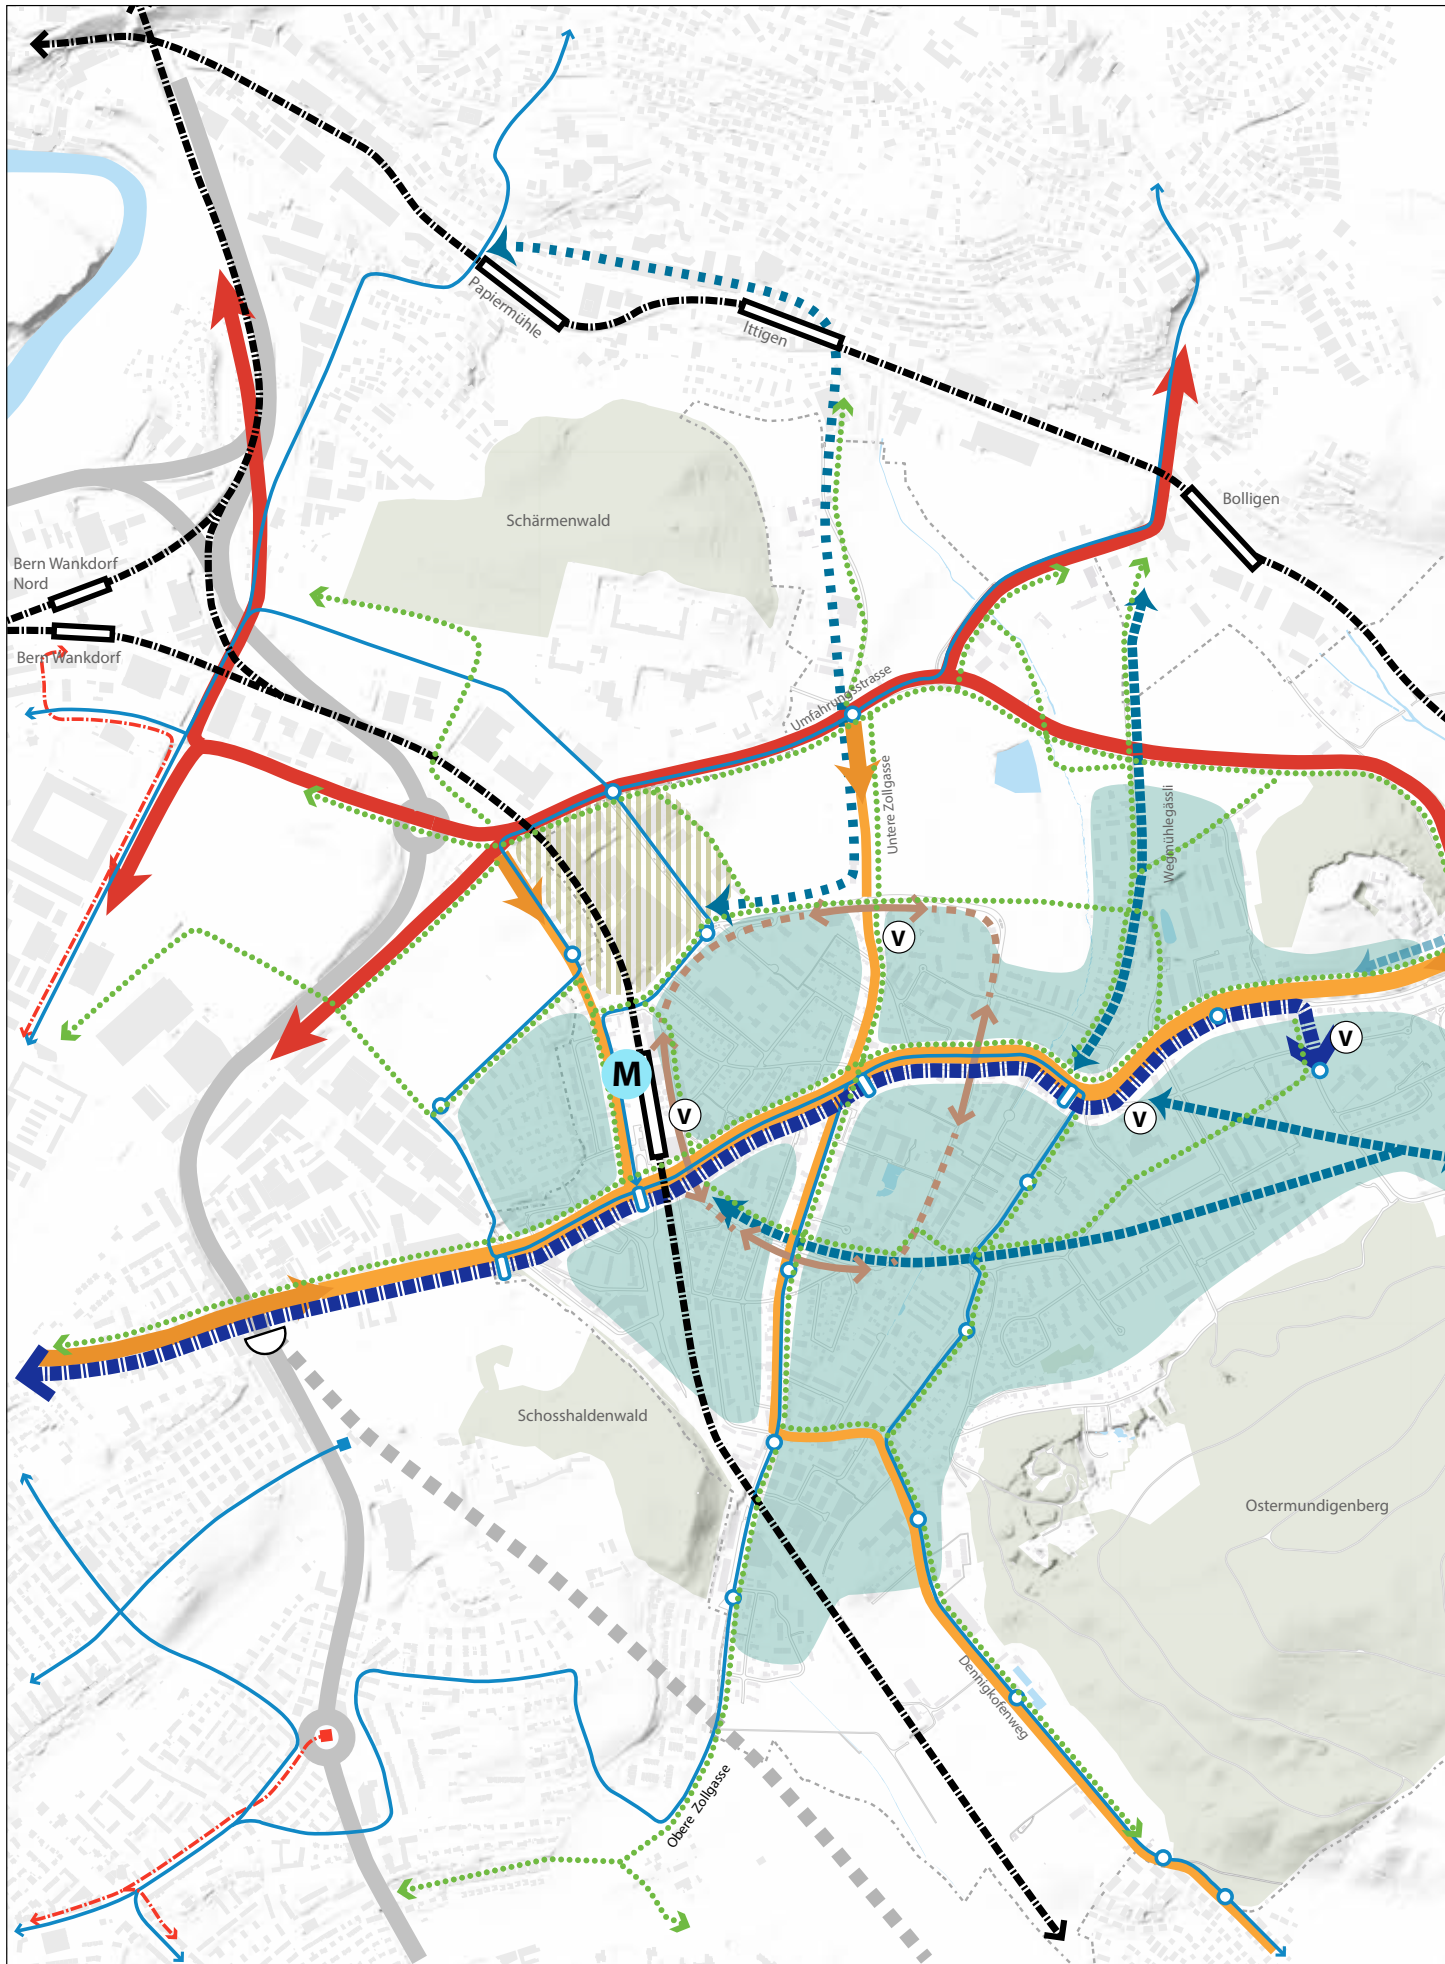 Papiermühle
Ittigen
Bolligen
Schärmenwald
Bern Wankdorf
Nord
Bern Wankdorf
Umfahrungsstrasse
Untere Zollgasse
Wegmühlegässli
V
V
M
V
V
Schosshaldenwald
Ostermundigenberg
Dennigkofenweg
Obere Zollgasse